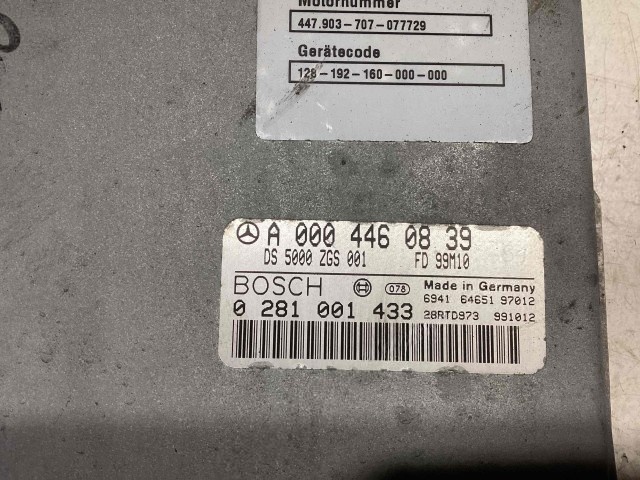 Motornummer
447.903-707-077729
Gerätecode
128-192-160-000-000
A 000 446 08 39
DS 5000 ZGS 001 FD 99M10
BOSCH 078 Made in Germany
6941 64651 97012
0 281 001 433 28RTD973 991012